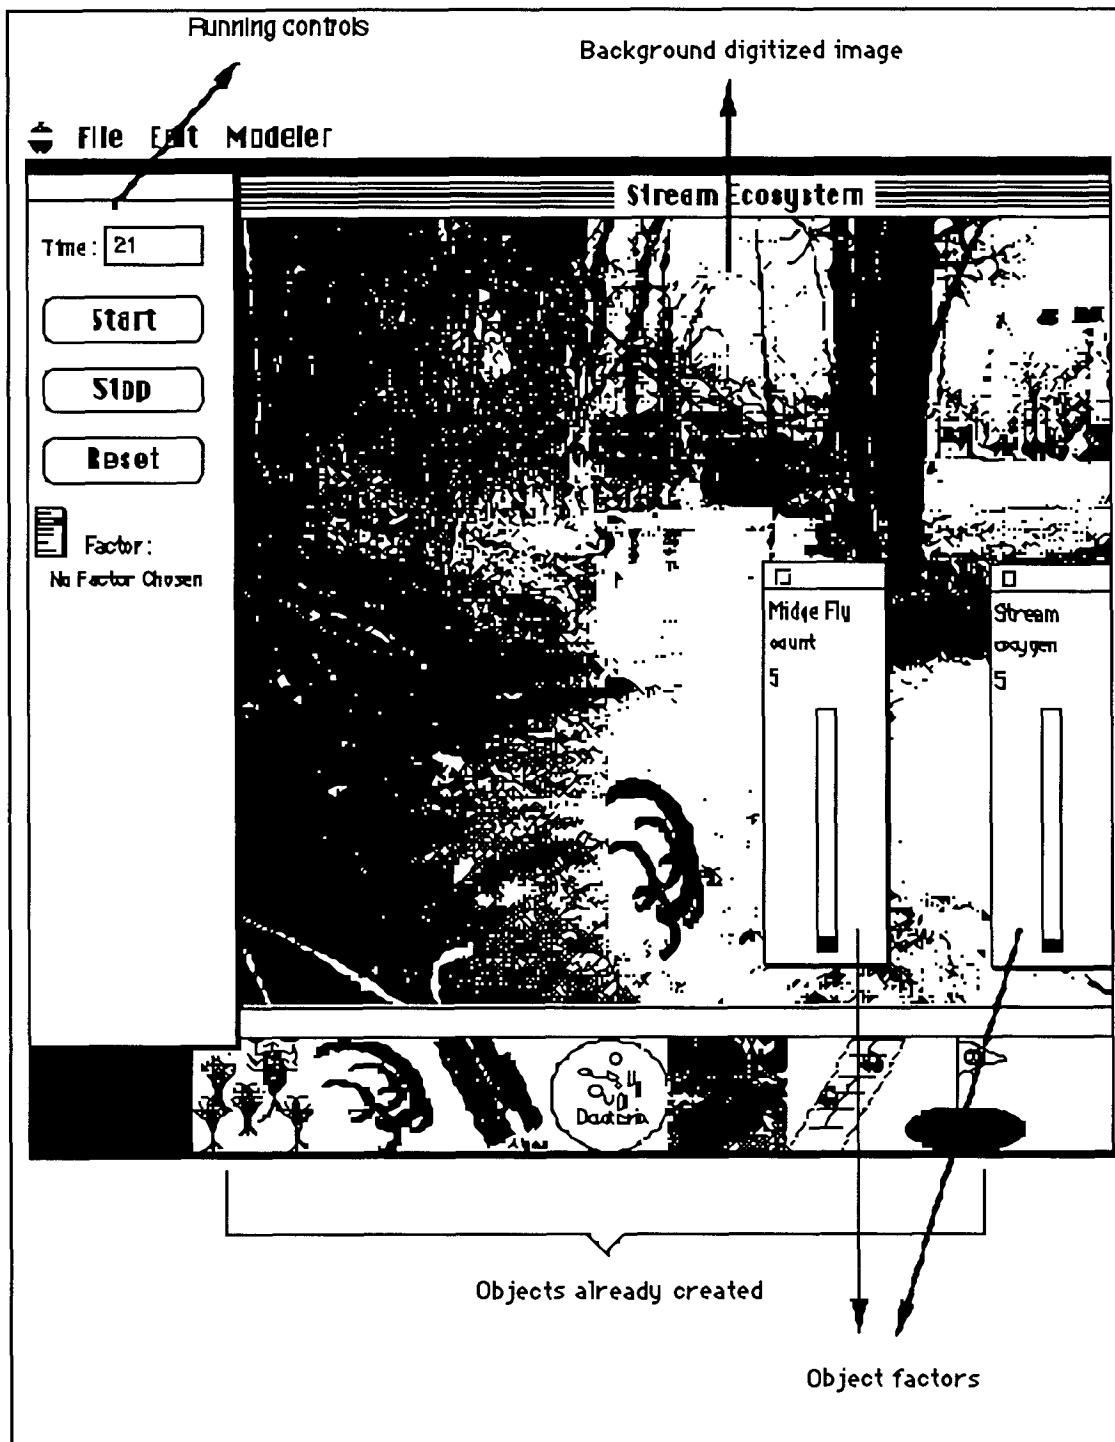 Running controls
Background digitized image
File Edit Modeler
Stream Ecosystem
Time: 21
Start
Stop
Reset
Factor:
No Factor Chosen
Midge Fly
count
5
Stream
oxygen
5
Bacteria
Objects already created
Object factors